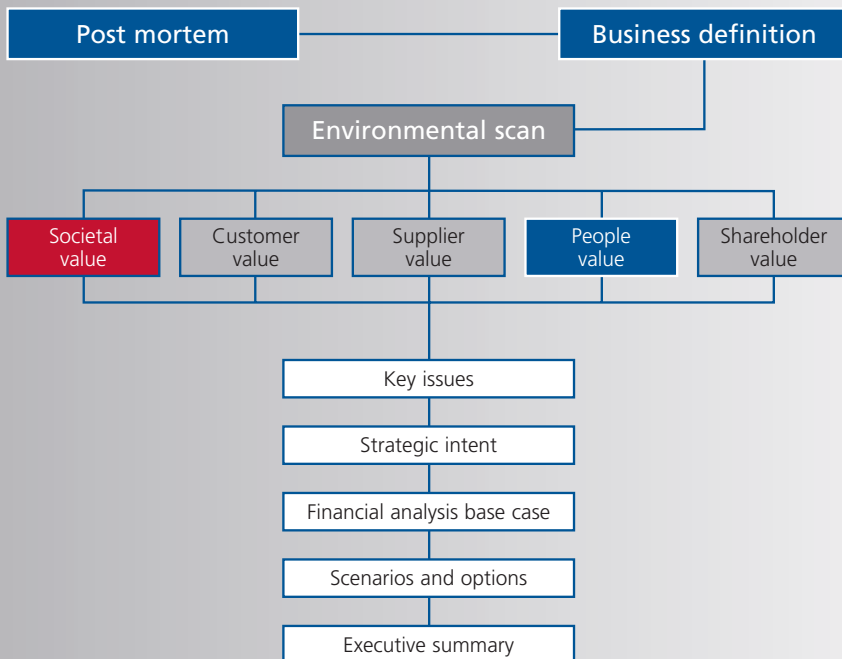 Post mortem
Business definition
Environmental scan
Societal
value
Customer
value
Supplier
value
People
value
Shareholder
value
Key issues
Strategic intent
Financial analysis base case
Scenarios and options
Executive summary